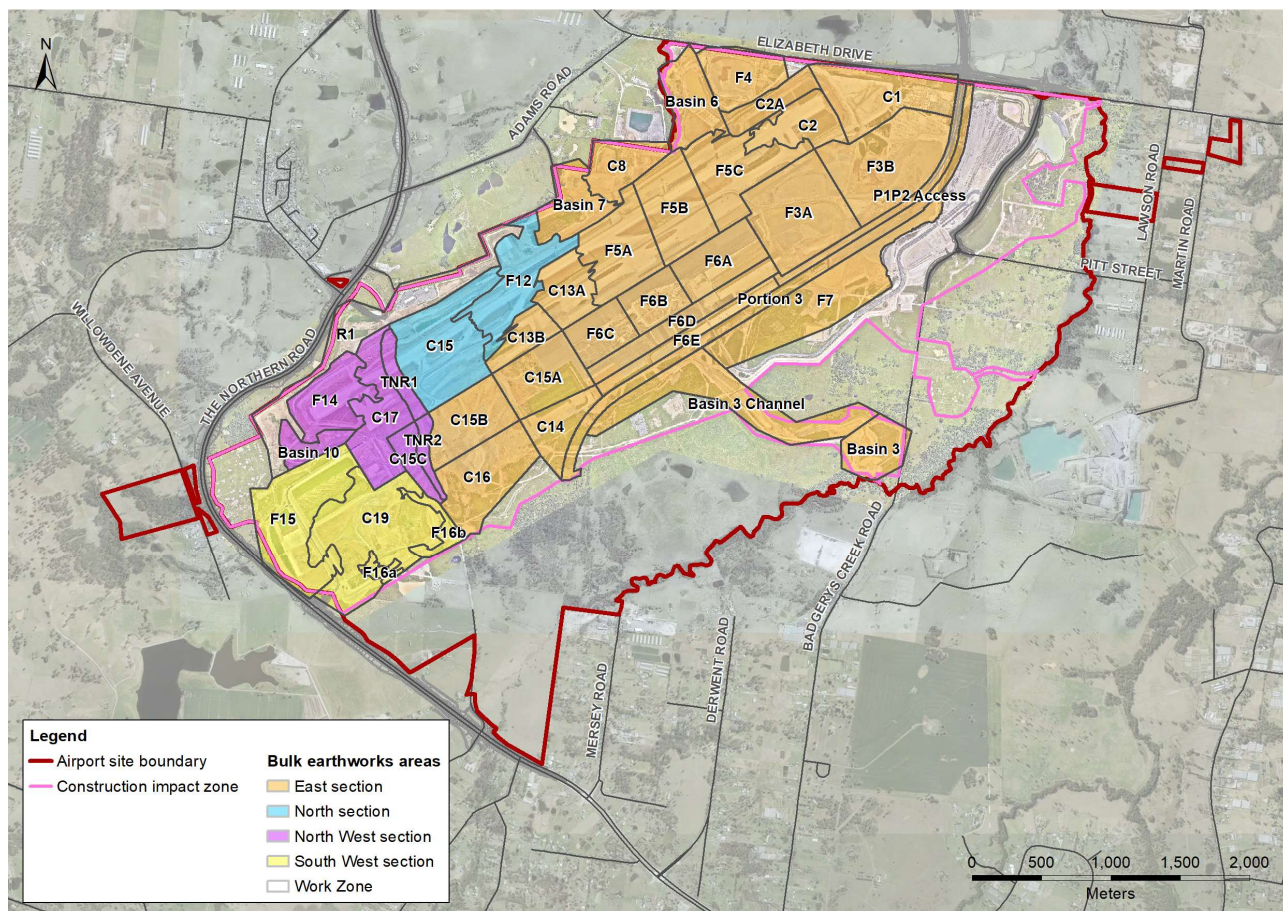 N
ELIZABETH DRIVE
ADAMS ROAD
F4
Basin 6
C2A
C1
C2
C8
F5C
F3B
P1P2 Access
Basin 7
F5B
F3A
LAWSON ROAD
MARTIN ROAD
PITT STREET
F5A
F6A
F12
C13A
F6B
Portion 3
F7
WILLOWDENE AVENUE
THE NORTHERN ROAD
R1
C15
C13B
F6C
F6D
F6E
TNR1
C15A
F14
C17
C15B
C14
Basin 3 Channel
Basin 10
TNR2
C15C
C16
Basin 3
F15
C19
F16b
F16a
BADGERYS CREEK ROAD
MERSEY ROAD
DERWENT ROAD
Legend
Airport site boundary
Construction impact zone
Bulk earthworks areas
East section
North section
North West section
South West section
Work Zone
0 500 1,000 1,500 2,000
Meters